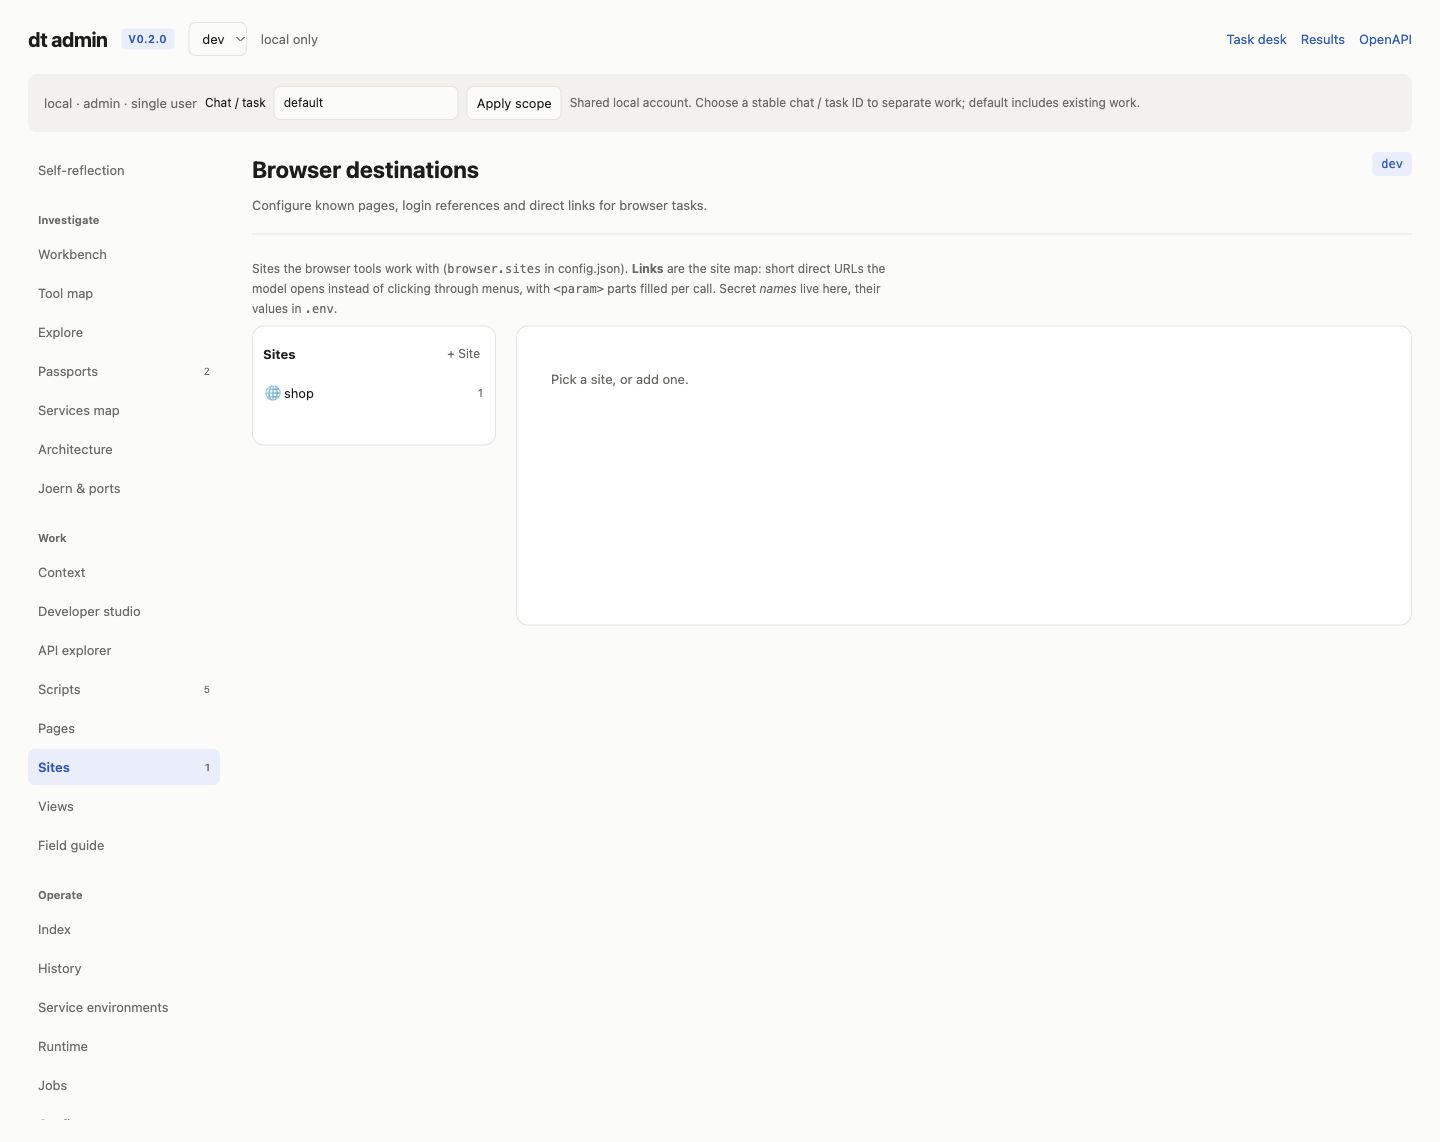 dt admin V0.2.0 dev local only Task desk Results OpenAPI
local · admin · single user Chat / task default Apply scope Shared local account. Choose a stable chat / task ID to separate work; default includes existing work.
Self-reflection
Investigate
Workbench
Tool map
Explore
Passports 2
Services map
Architecture
Joern & ports
Work
Context
Developer studio
API explorer
Scripts 5
Pages
Sites 1
Views
Field guide
Operate
Index
History
Service environments
Runtime
Jobs
Browser destinations dev
Configure known pages, login references and direct links for browser tasks.
Sites the browser tools work with (browser.sites in config.json). Links are the site map: short direct URLs the
model opens instead of clicking through menus, with <param> parts filled per call. Secret names live here, their
values in .env.
Sites + Site
shop 1
Pick a site, or add one.